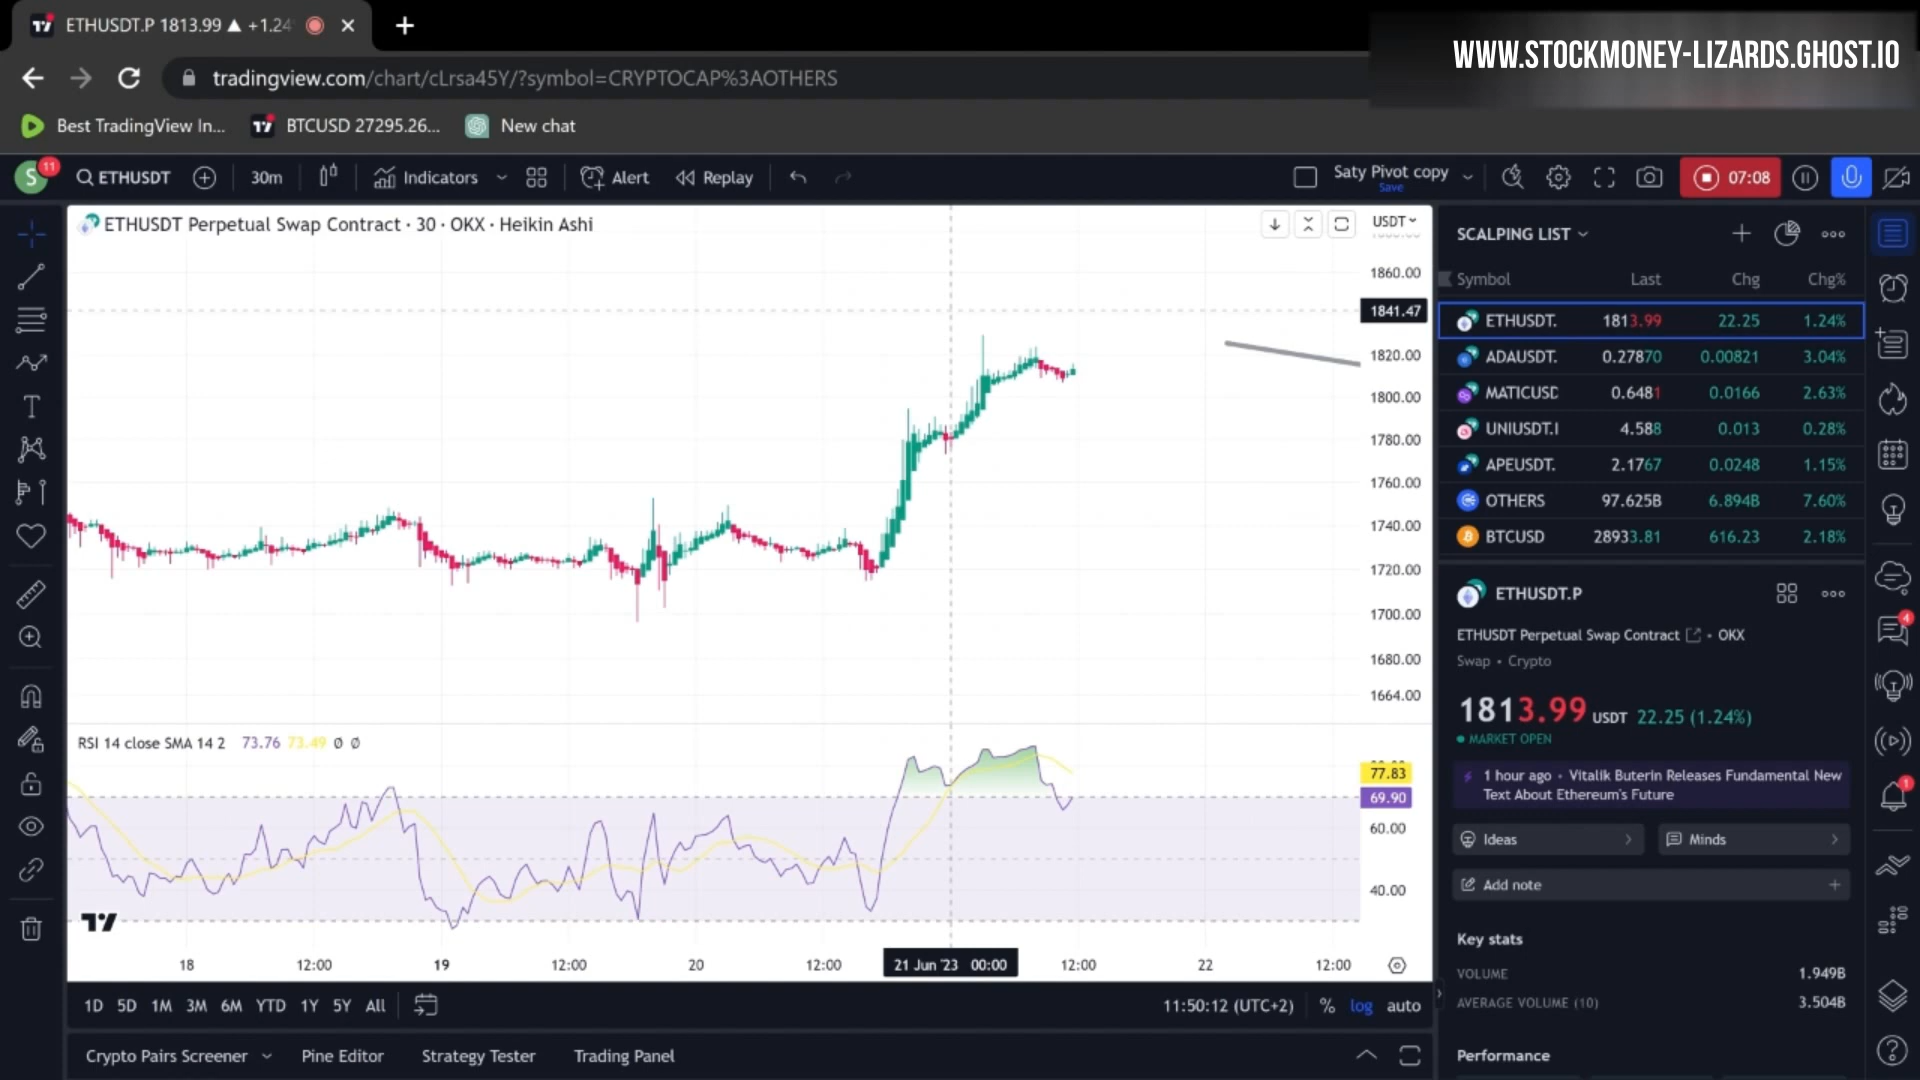 ETHUSDT.P 1813.99 ▲ +1.24
WWW.STOCKMONEY-LIZARDS.GHOST.IO
tradingview.com/chart/cLrsa45Y/?symbol=CRYPTOCAP%3AOTHERS
Best TradingView In... BTCUSD 27295.26... New chat
S 11 ETHUSDT 30m Indicators Alert Replay Saty Pivot copy 07:08
Save
ETHUSDT Perpetual Swap Contract · 30 · OKX · Heikin Ashi
USDT
1860.00
1841.47
1820.00
1800.00
1780.00
1760.00
1740.00
1720.00
1700.00
1680.00
1664.00
RSI 14 close SMA 14 2 73.76 73.49 Ø Ø
77.83
69.90
60.00
40.00
18 12:00 19 12:00 20 12:00 21 Jun '23 00:00 12:00 22 12:00
1D 5D 1M 3M 6M YTD 1Y 5Y All 11:50:12 (UTC+2) % log auto
Crypto Pairs Screener Pine Editor Strategy Tester Trading Panel
SCALPING LIST
Symbol Last Chg Chg%
ETHUSDT. 1813.99 22.25 1.24%
ADAUSDT. 0.27870 0.00821 3.04%
MATICUSD 0.6481 0.0166 2.63%
UNIUSDT.I 4.588 0.013 0.28%
APEUSDT. 2.1767 0.0248 1.15%
OTHERS 97.625B 6.894B 7.60%
BTCUSD 28933.81 616.23 2.18%
ETHUSDT.P
ETHUSDT Perpetual Swap Contract • OKX
Swap • Crypto
1813.99 USDT 22.25 (1.24%)
MARKET OPEN
1 hour ago • Vitalik Buterin Releases Fundamental New
Text About Ethereum's Future
Ideas Minds
Add note
Key stats
VOLUME 1.949B
AVERAGE VOLUME (10) 3.504B
Performance
4
1